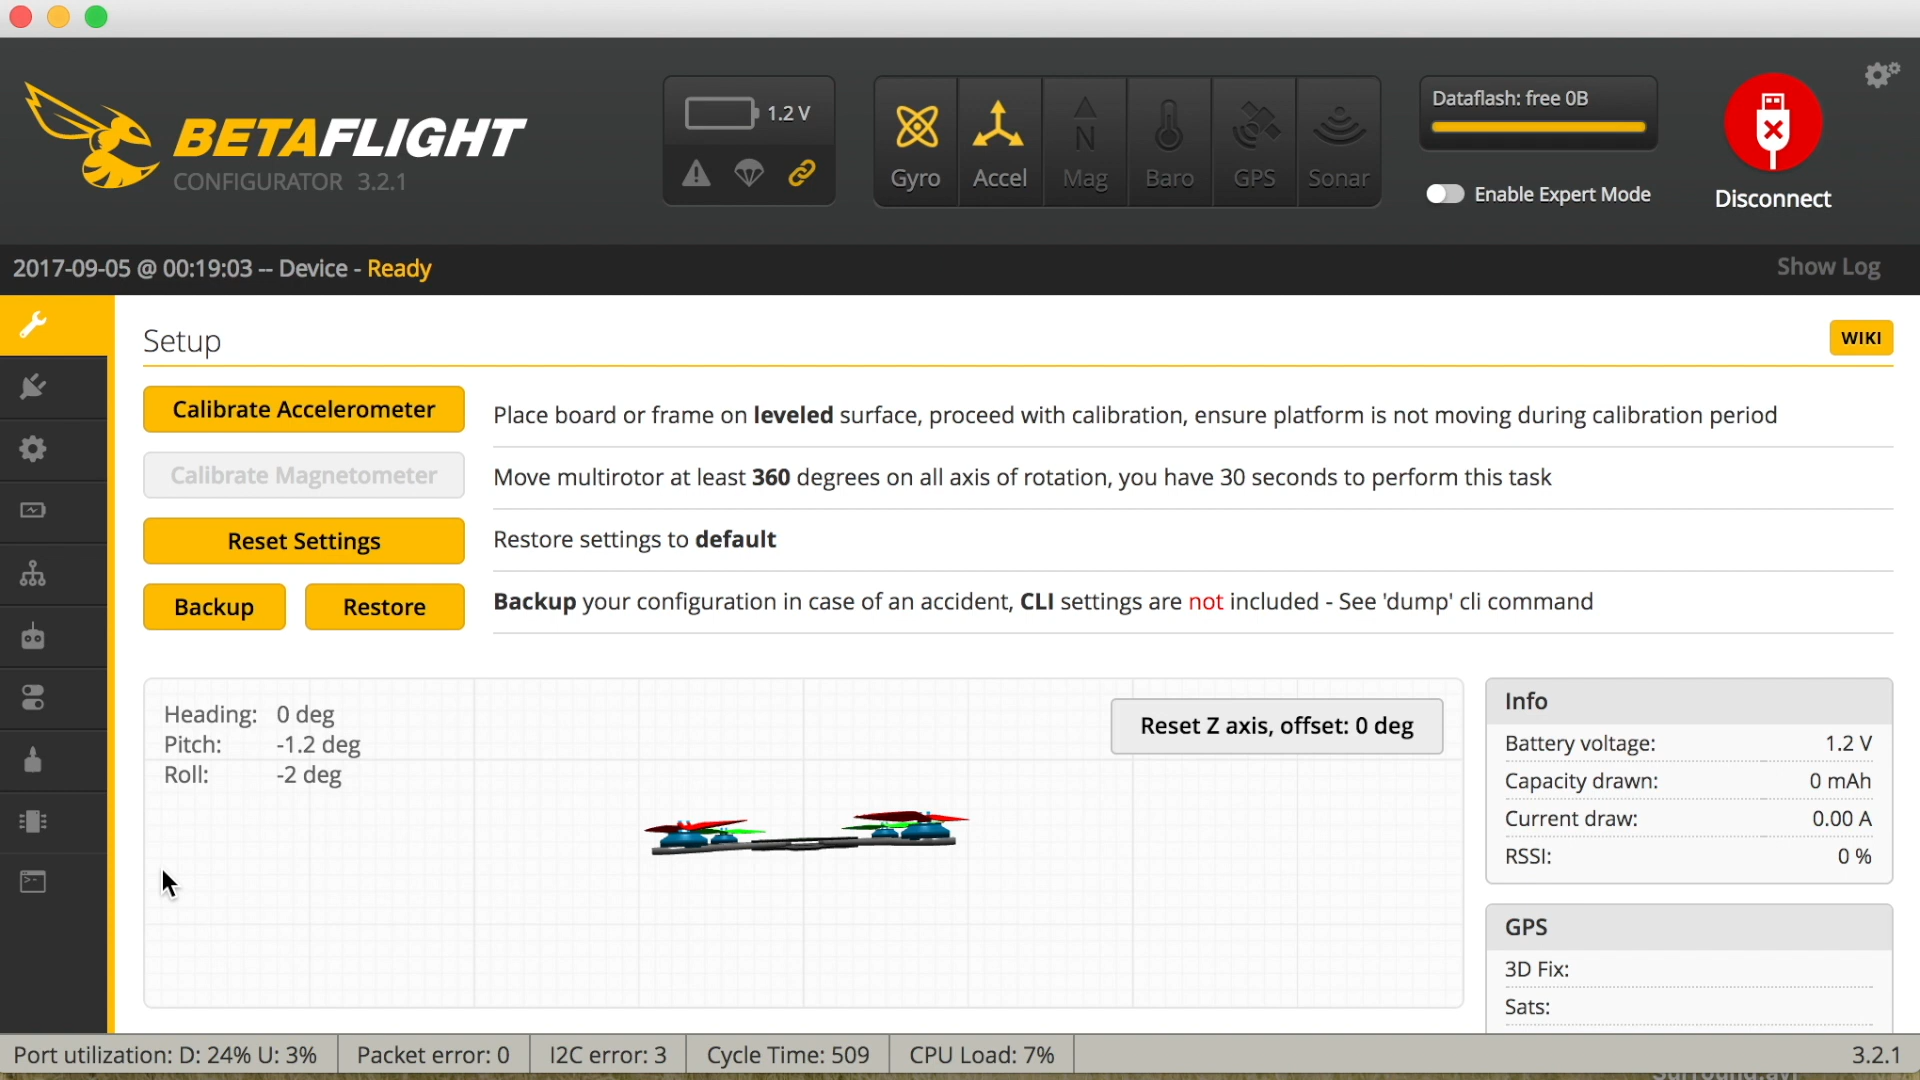 BETAFLIGHT
CONFIGURATOR 3.2.1
1.2 V
Gyro
Accel
N
Mag
Baro
GPS
Sonar
Dataflash: free 0B
Enable Expert Mode
Disconnect
2017-09-05 @ 00:19:03 -- Device - Ready
Show Log
Setup
WIKI
Calibrate Accelerometer
Place board or frame on leveled surface, proceed with calibration, ensure platform is not moving during calibration period
Calibrate Magnetometer
Move multirotor at least 360 degrees on all axis of rotation, you have 30 seconds to perform this task
Reset Settings
Restore settings to default
Backup
Restore
Backup your configuration in case of an accident, CLI settings are not included - See 'dump' cli command
Heading: 0 deg
Pitch: -1.2 deg
Roll: -2 deg
Reset Z axis, offset: 0 deg
Info
Battery voltage: 1.2 V
Capacity drawn: 0 mAh
Current draw: 0.00 A
RSSI: 0 %
GPS
3D Fix:
Sats:
Port utilization: D: 24% U: 3%
Packet error: 0
I2C error: 3
Cycle Time: 509
CPU Load: 7%
3.2.1